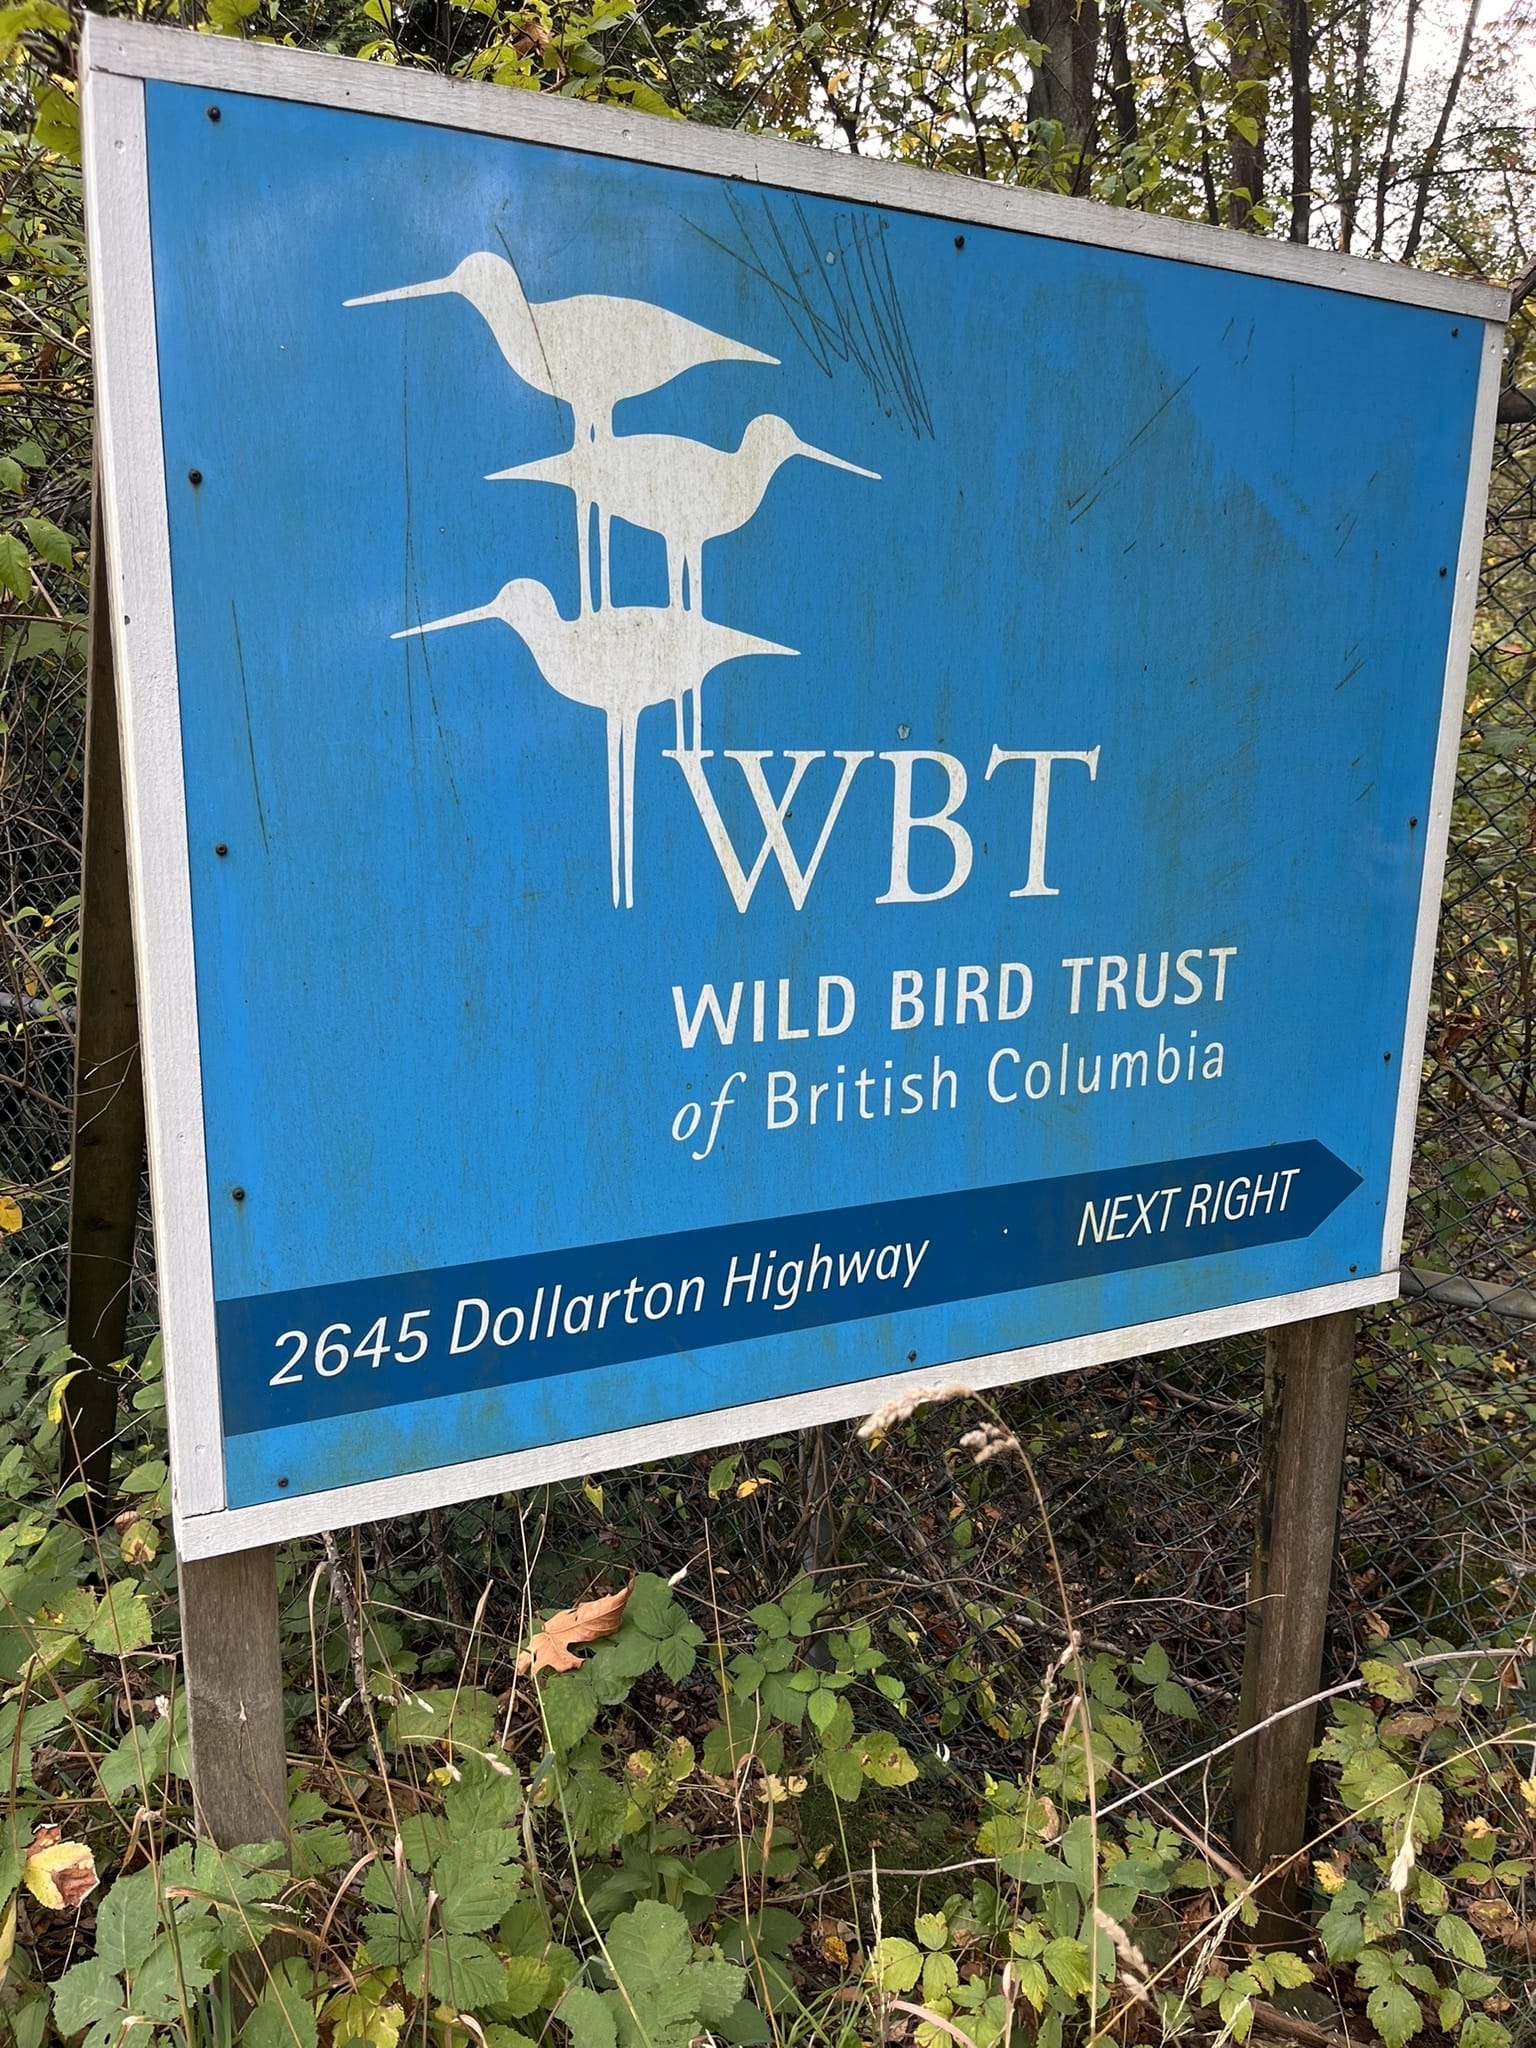 WBT
WILD BIRD TRUST
of British Columbia
2645 Dollarton Highway NEXT RIGHT